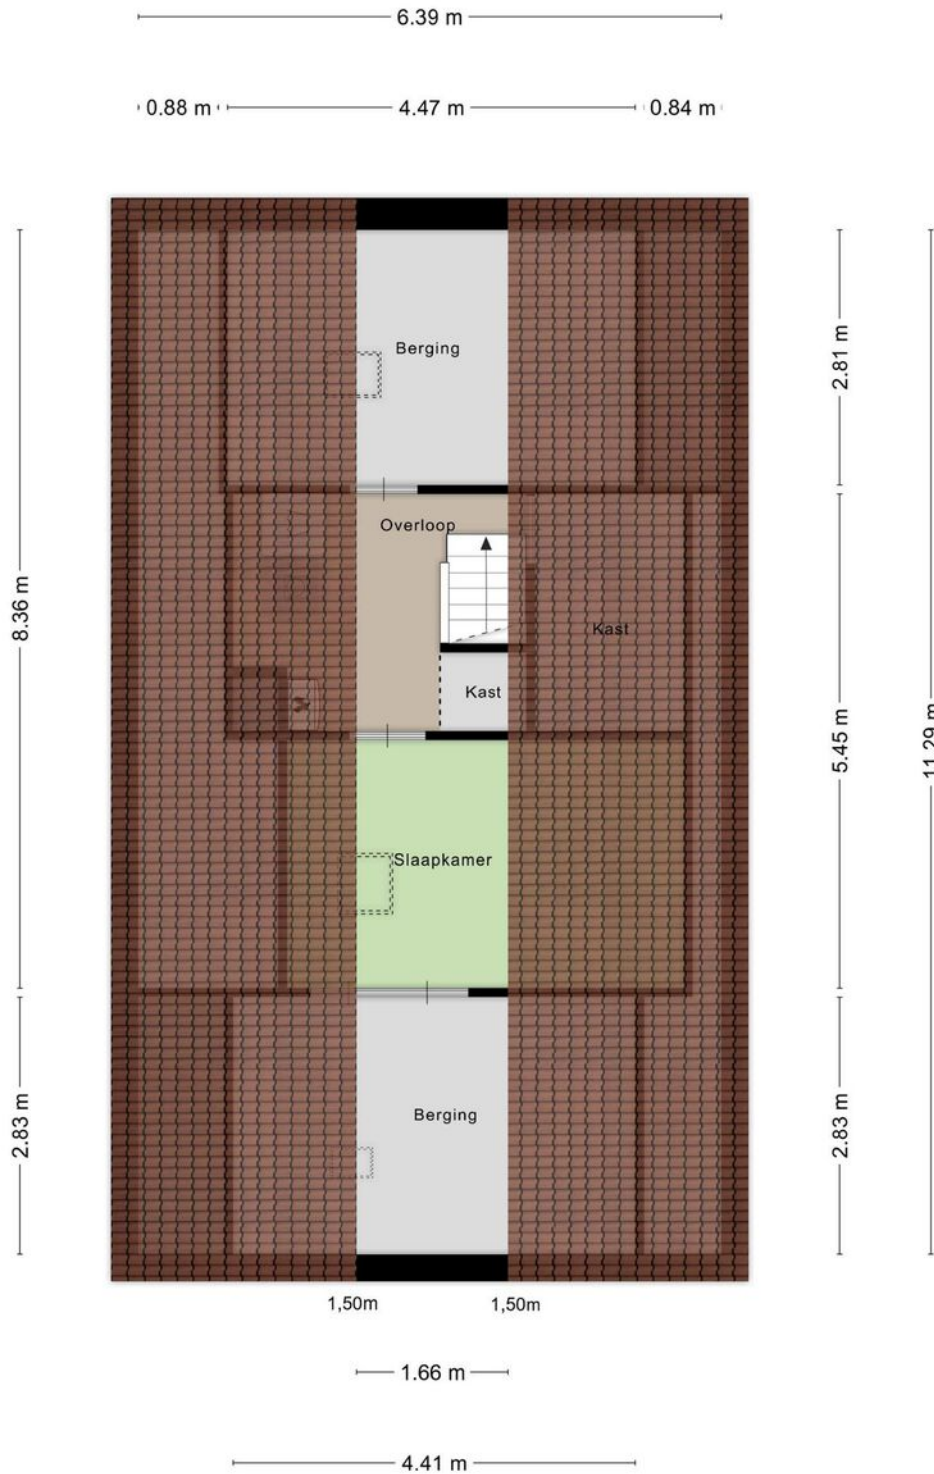 6.39 m
0.88 m
4.47 m
0.84 m
Berging
2.81 m
Overloop
8.36 m
Kast
Kast
5.45 m
11.29 m
Slaapkamer
Berging
2.83 m
2.83 m
1,50m
1,50m
1.66 m
4.41 m